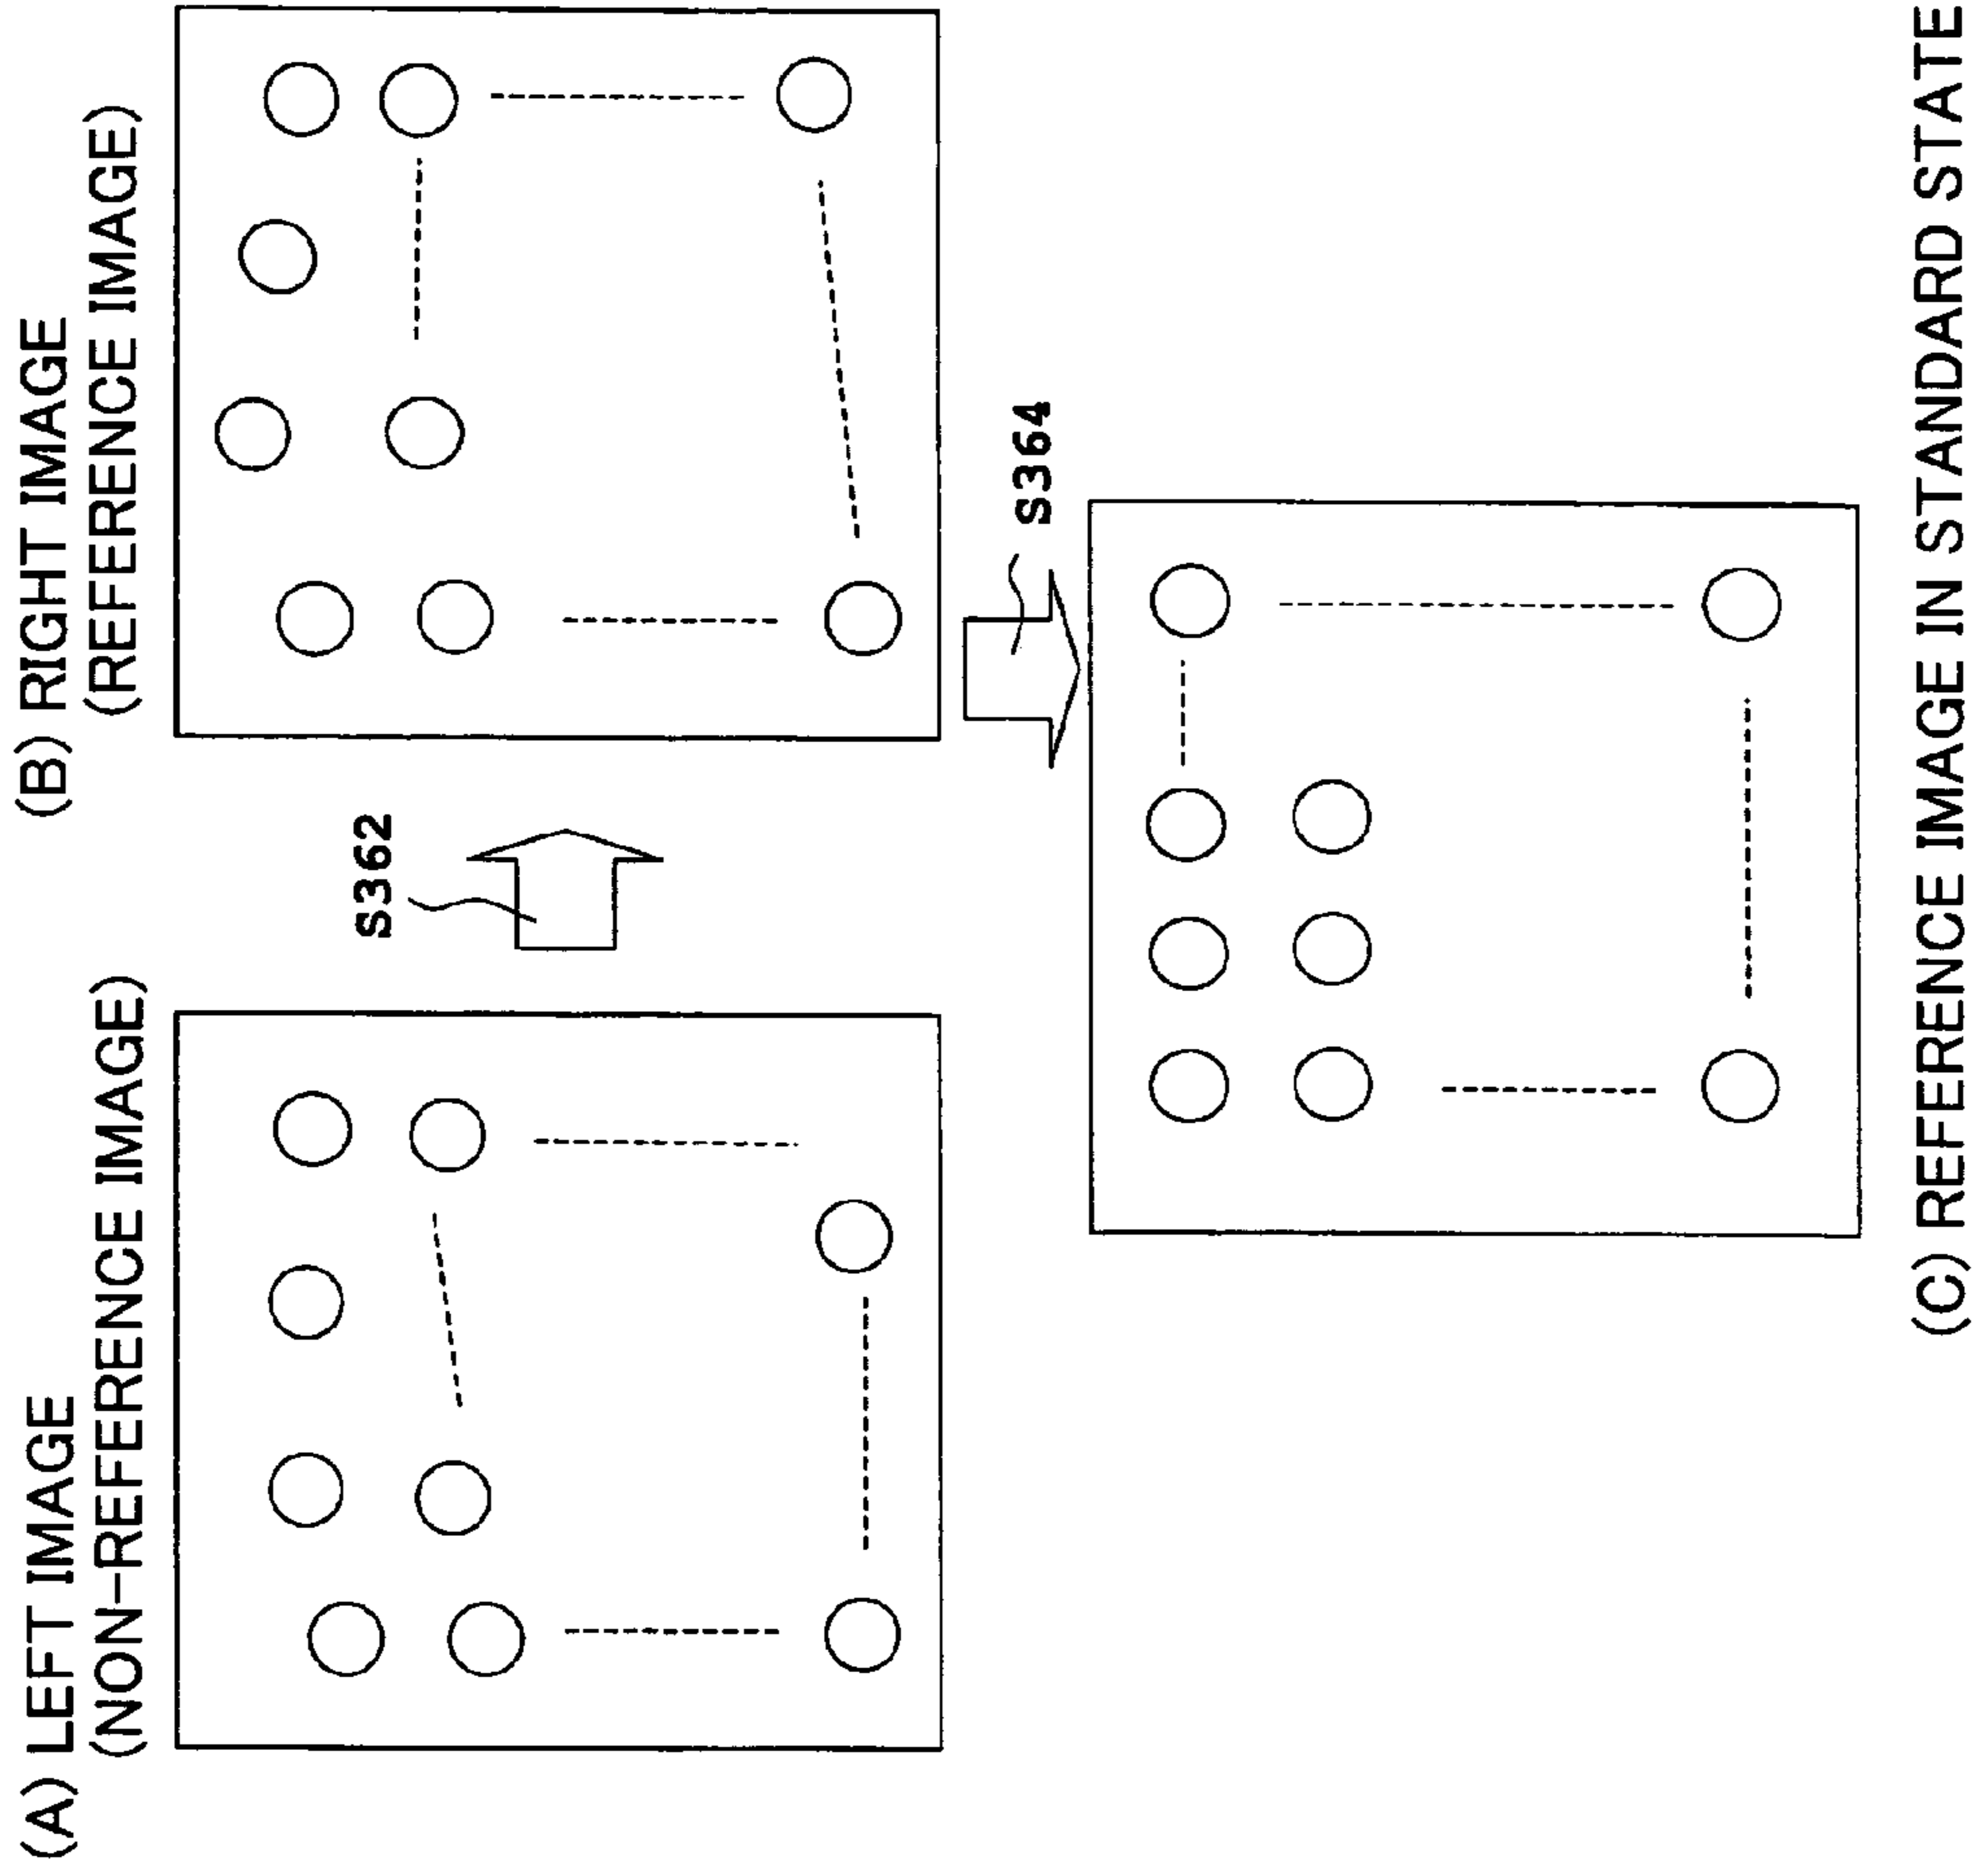 (A) LEFT IMAGE
(NON-REFERENCE IMAGE)
S362
(B) RIGHT IMAGE
(REFERENCE IMAGE)
S364
(C) REFERENCE IMAGE IN STANDARD STATE